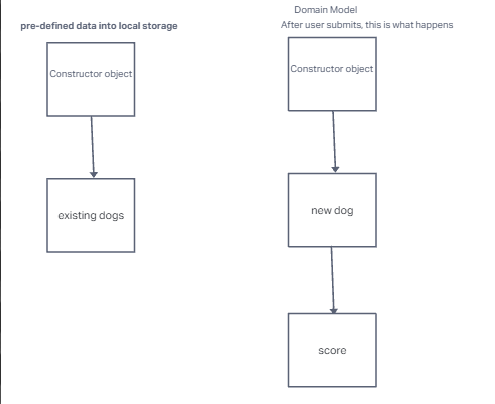 pre-defined data into local storage
Constructor object
existing dogs
Domain Model
After user submits, this is what happens
Constructor object
new dog
score